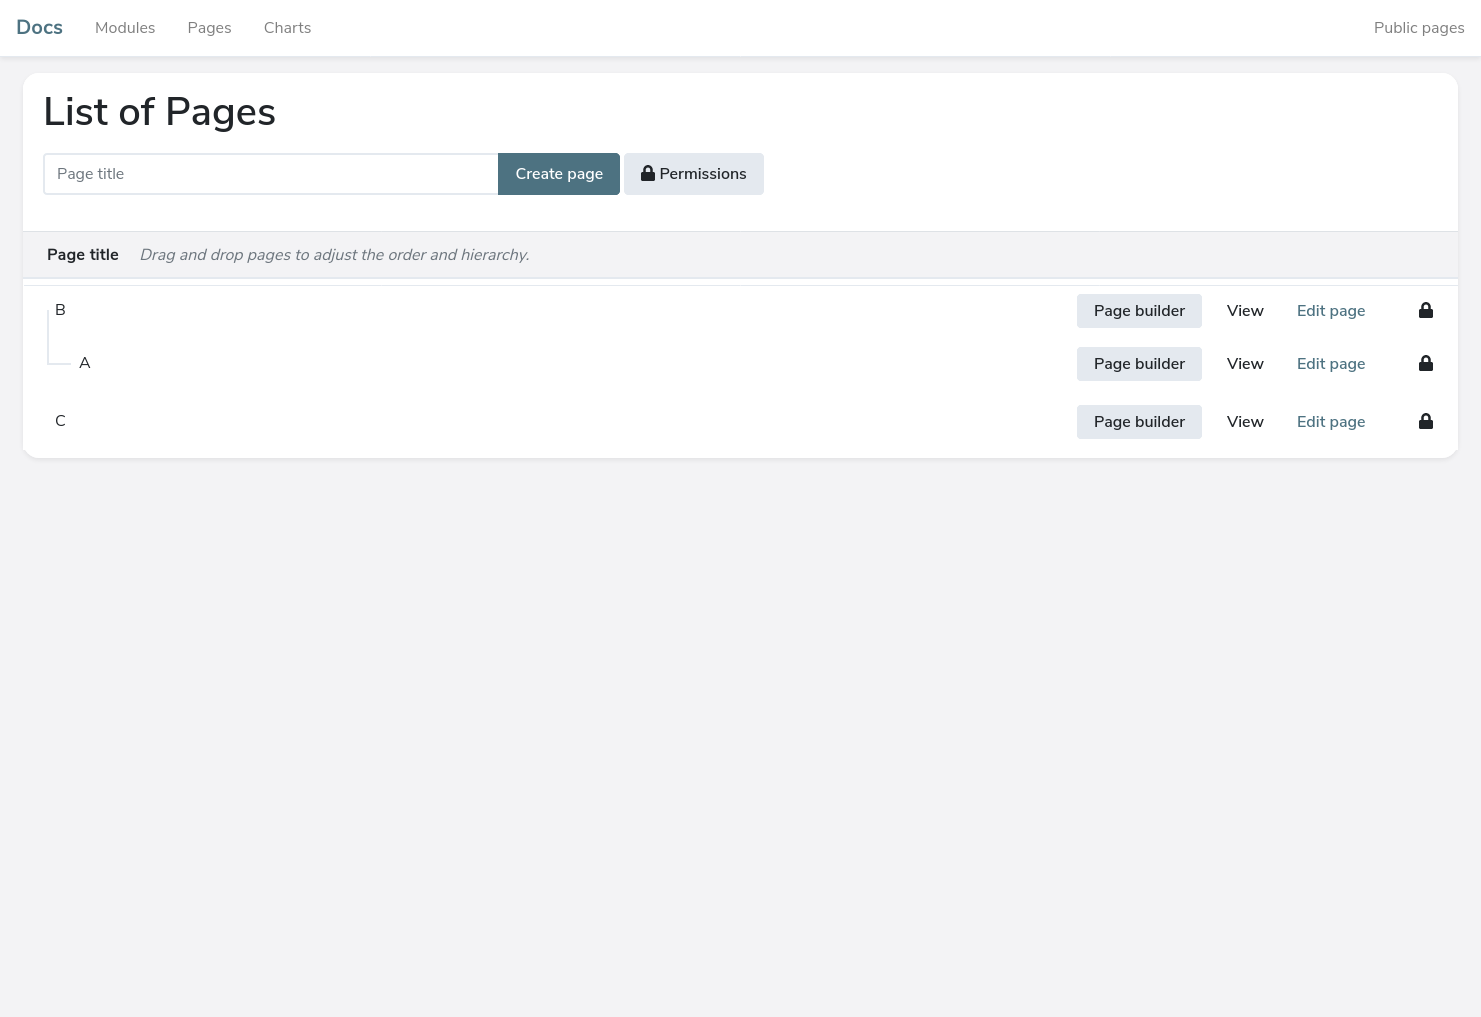 Docs Modules Pages Charts Public pages
List of Pages
Page title Create page Permissions
Page title Drag and drop pages to adjust the order and hierarchy.
B Page builder View Edit page
A Page builder View Edit page
C Page builder View Edit page